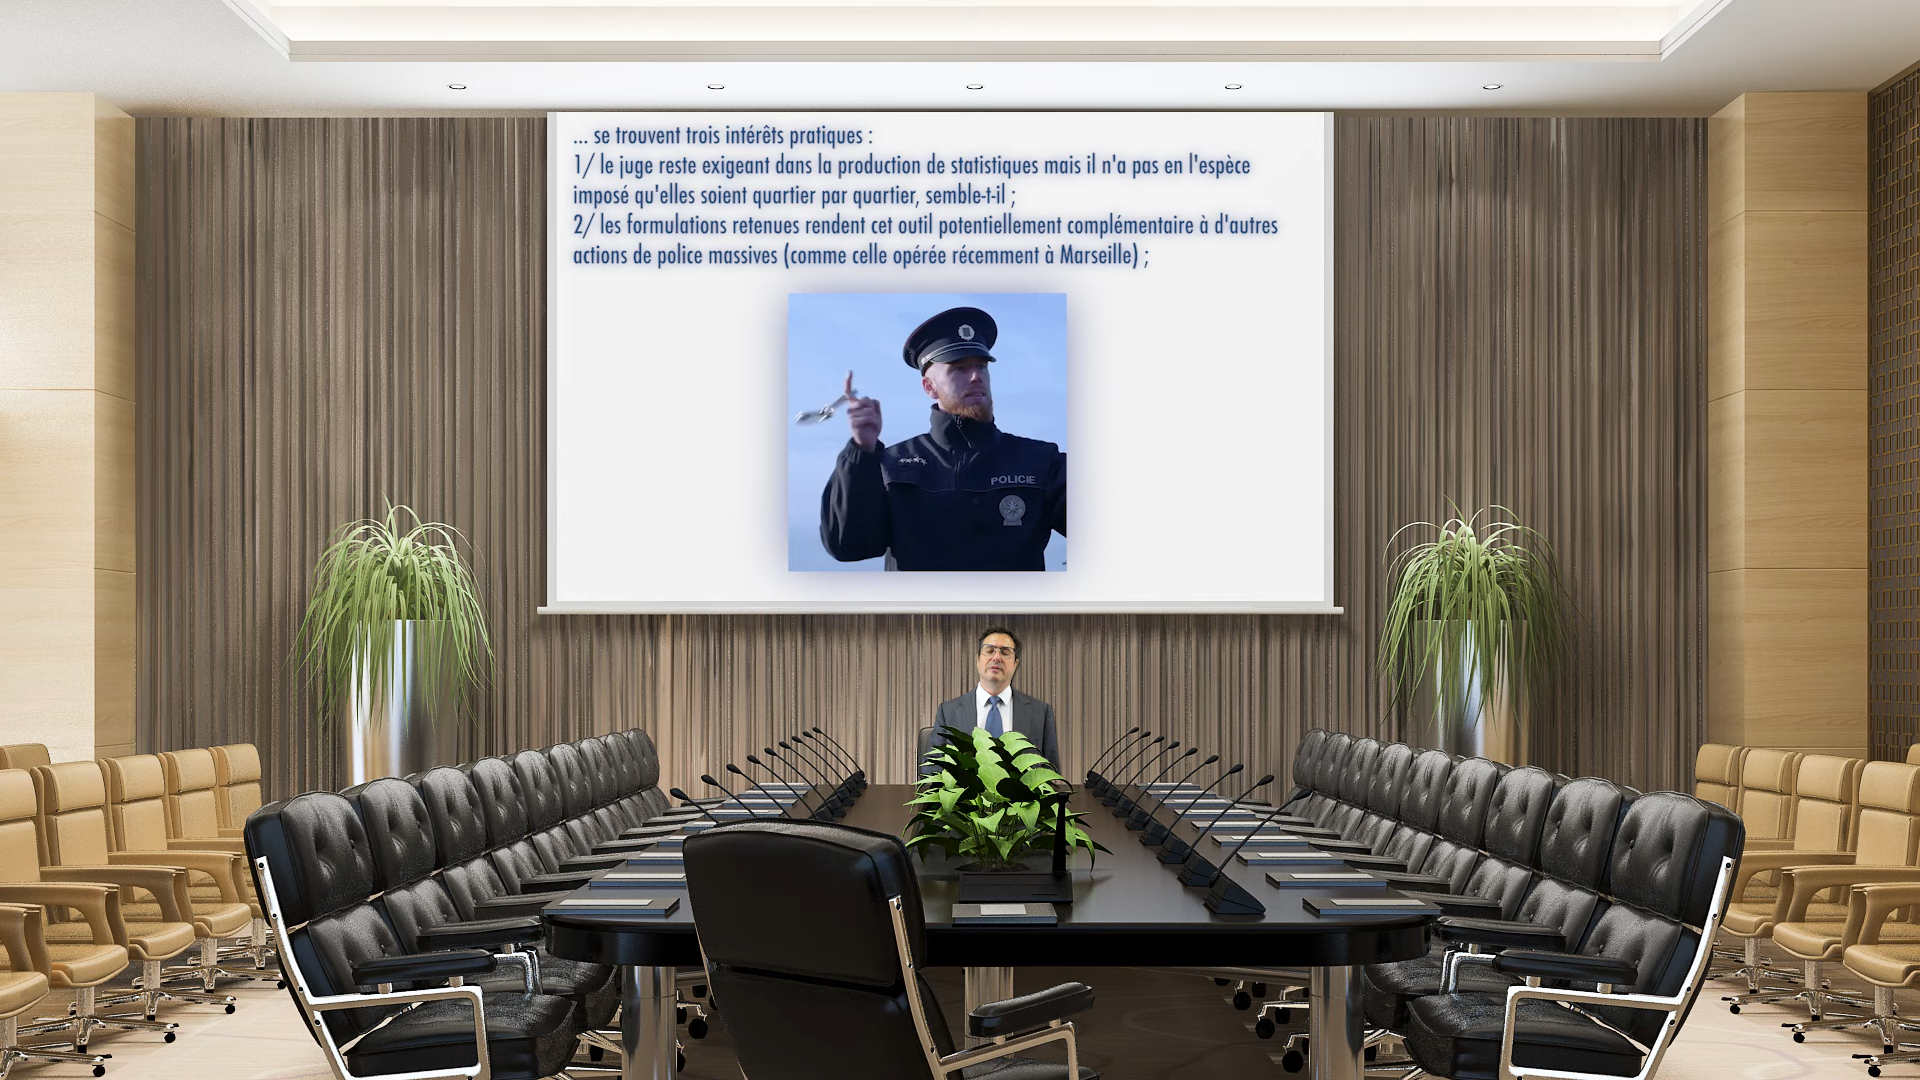 ... se trouvent trois intérêts pratiques :
1/ le juge reste exigeant dans la production de statistiques mais il n'a pas en l'espèce
imposé qu'elles soient quartier par quartier, semble-t-il ;
2/ les formulations retenues rendent cet outil potentiellement complémentaire à d'autres
actions de police massives (comme celle opérée récemment à Marseille) ;
POLICIE